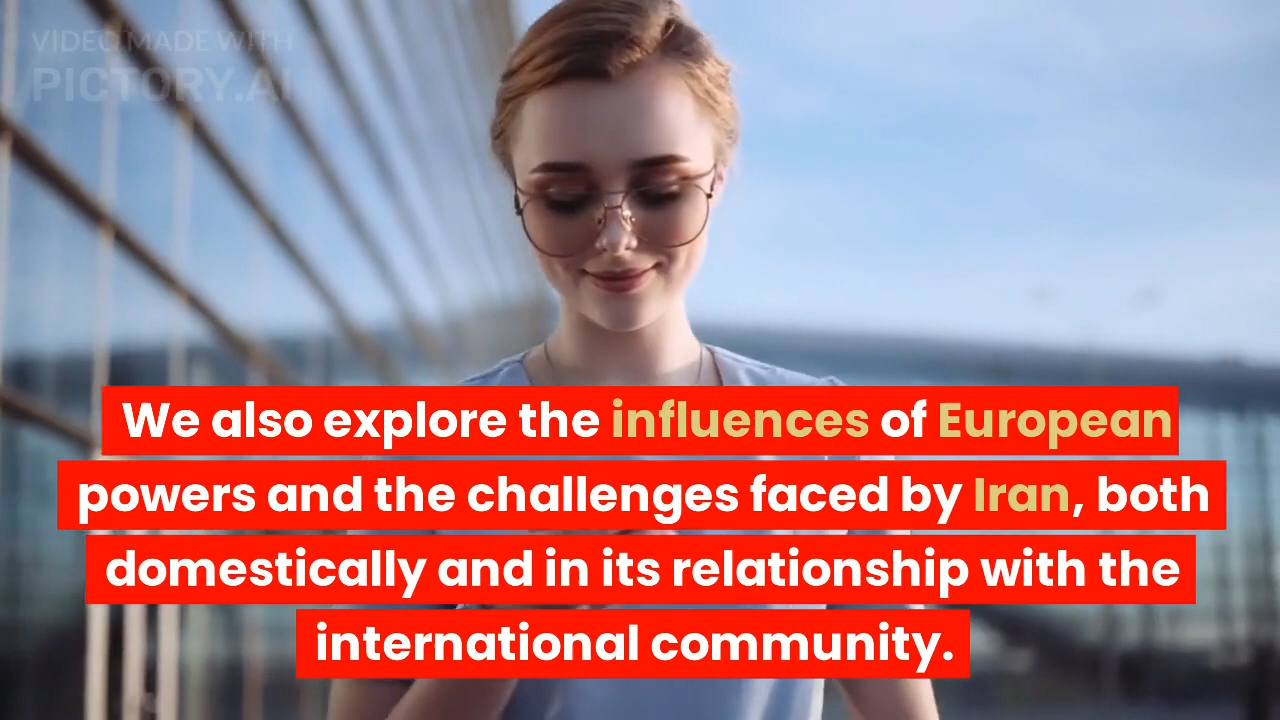 VIDEO MADE WITH
PICTORY.AI
We also explore the influences of European
powers and the challenges faced by Iran, both
domestically and in its relationship with the
international community.